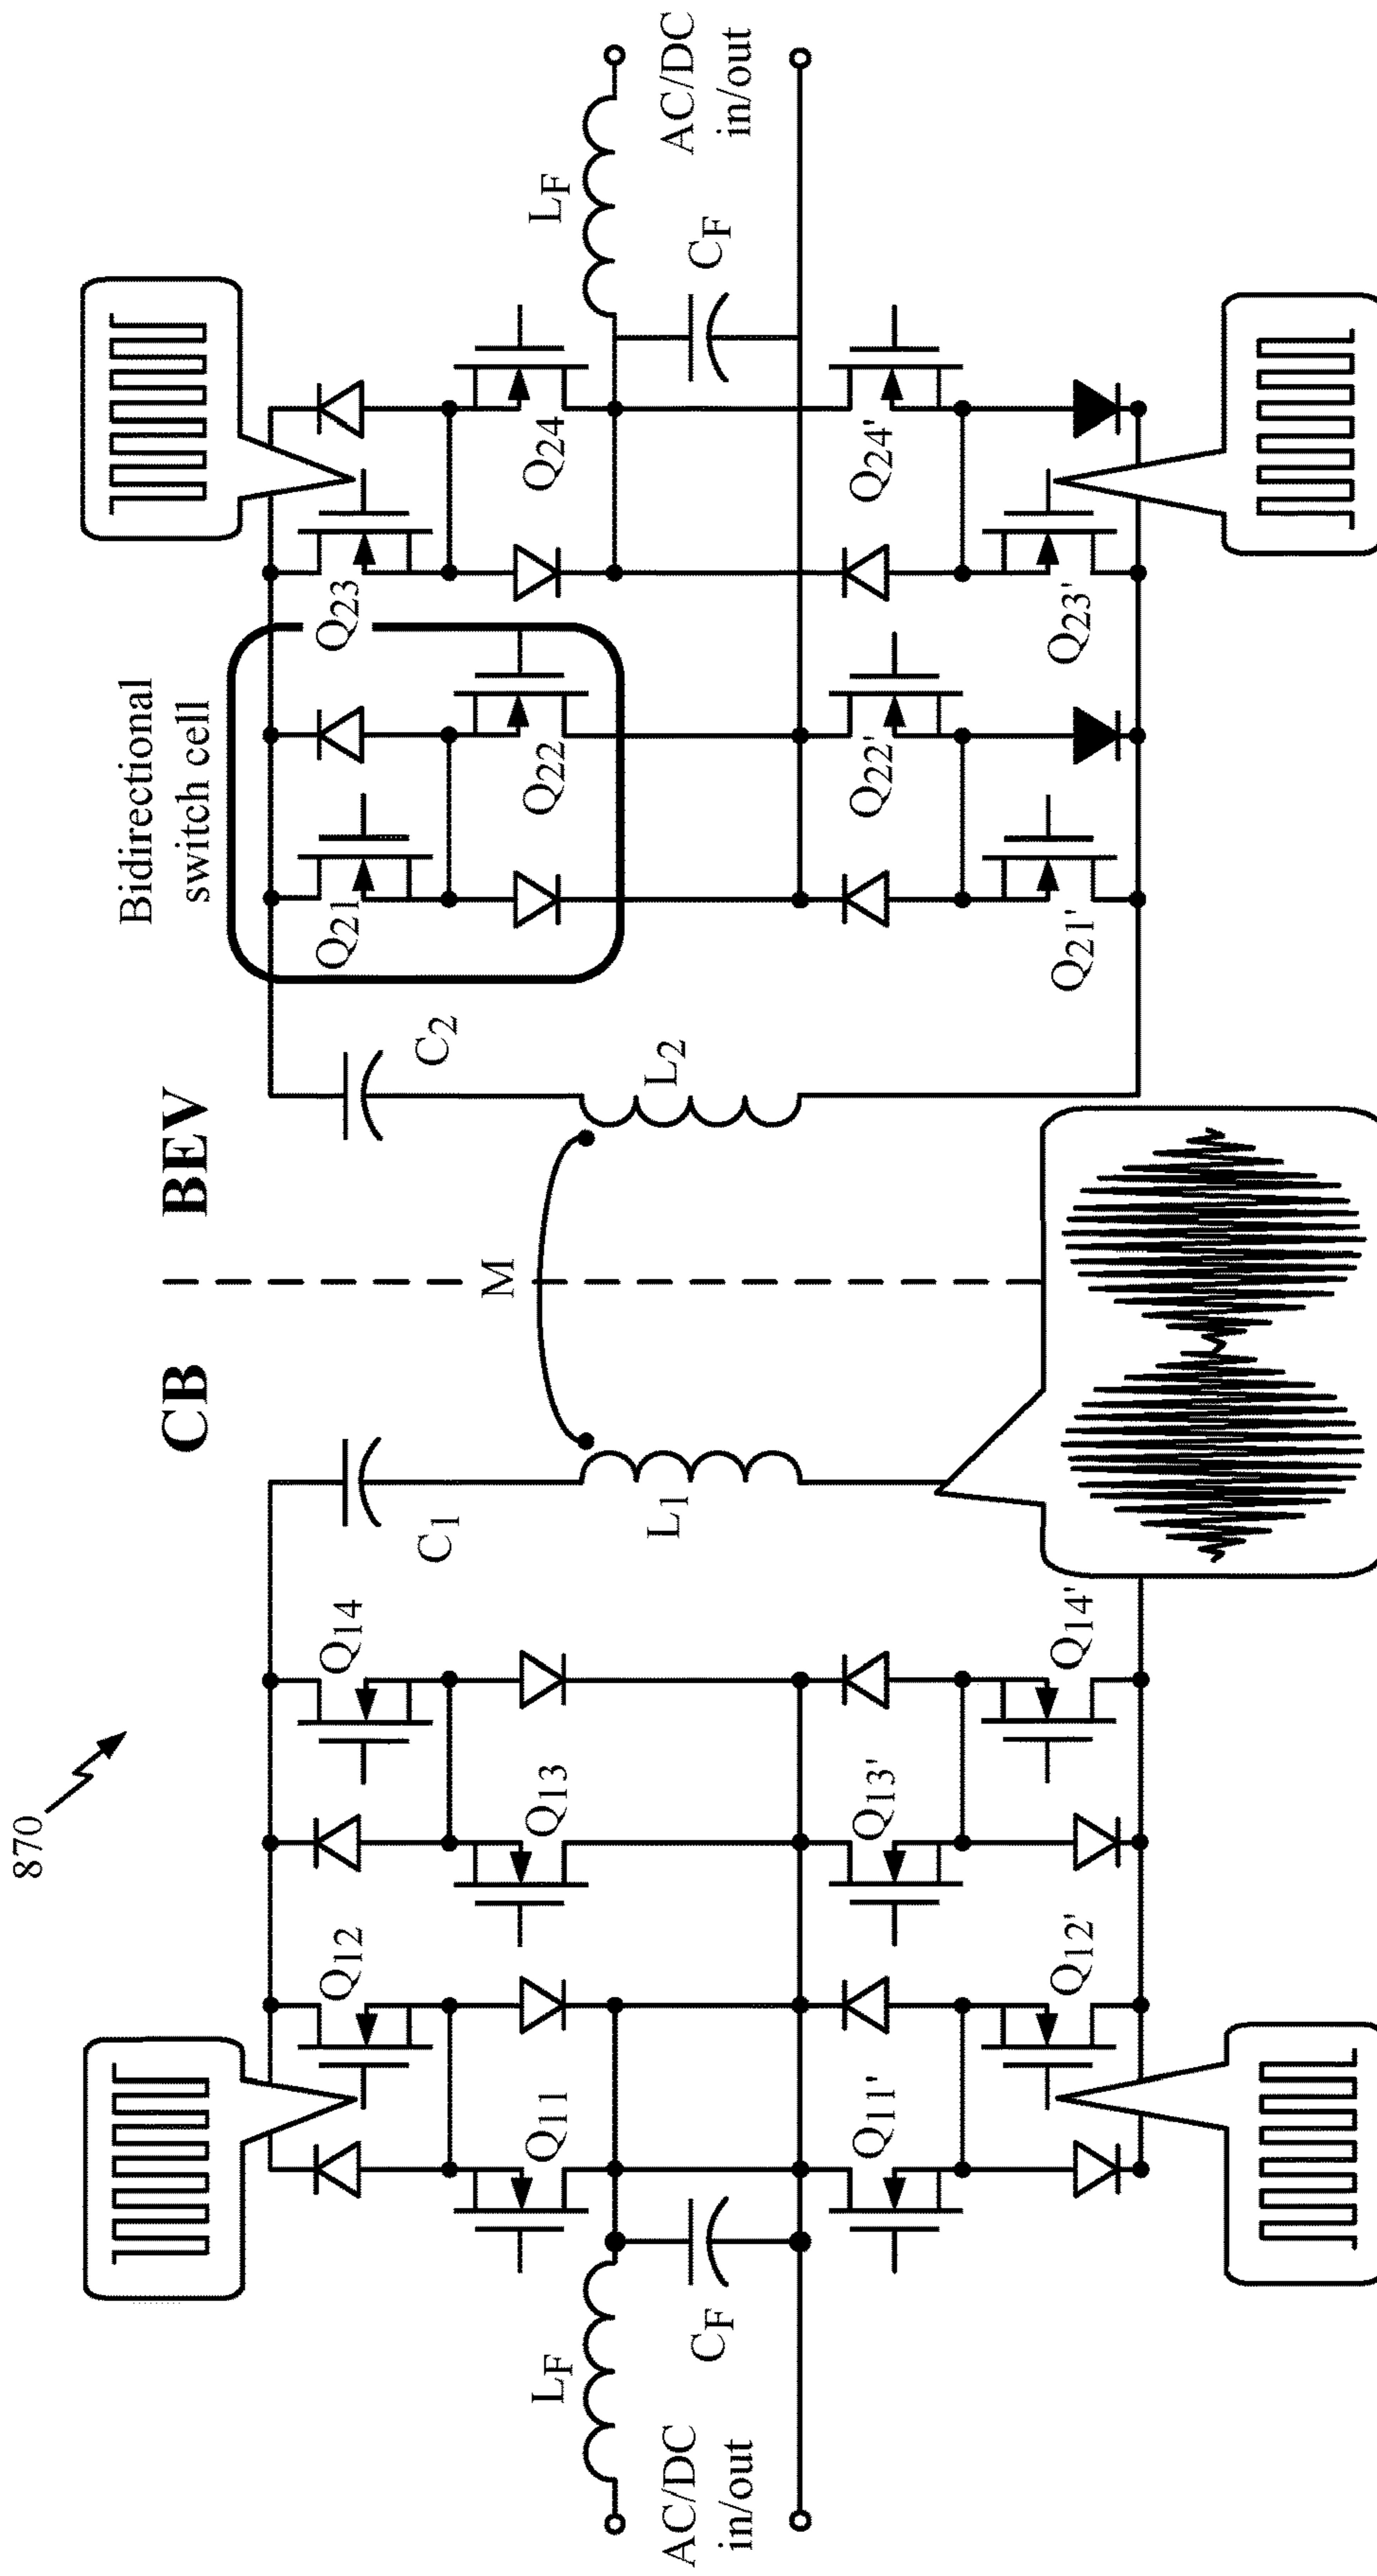 870
CB
BEV
Bidirectional
switch cell
Q12
Q14
C1
C2
Q21
Q23
M
Q11
Q13
Q22
Q24
LF
LF
AC/DC
in/out
CF
L1
L2
CF
AC/DC
in/out
Q11'
Q13'
Q22'
Q24'
Q12'
Q14'
Q21'
Q23'